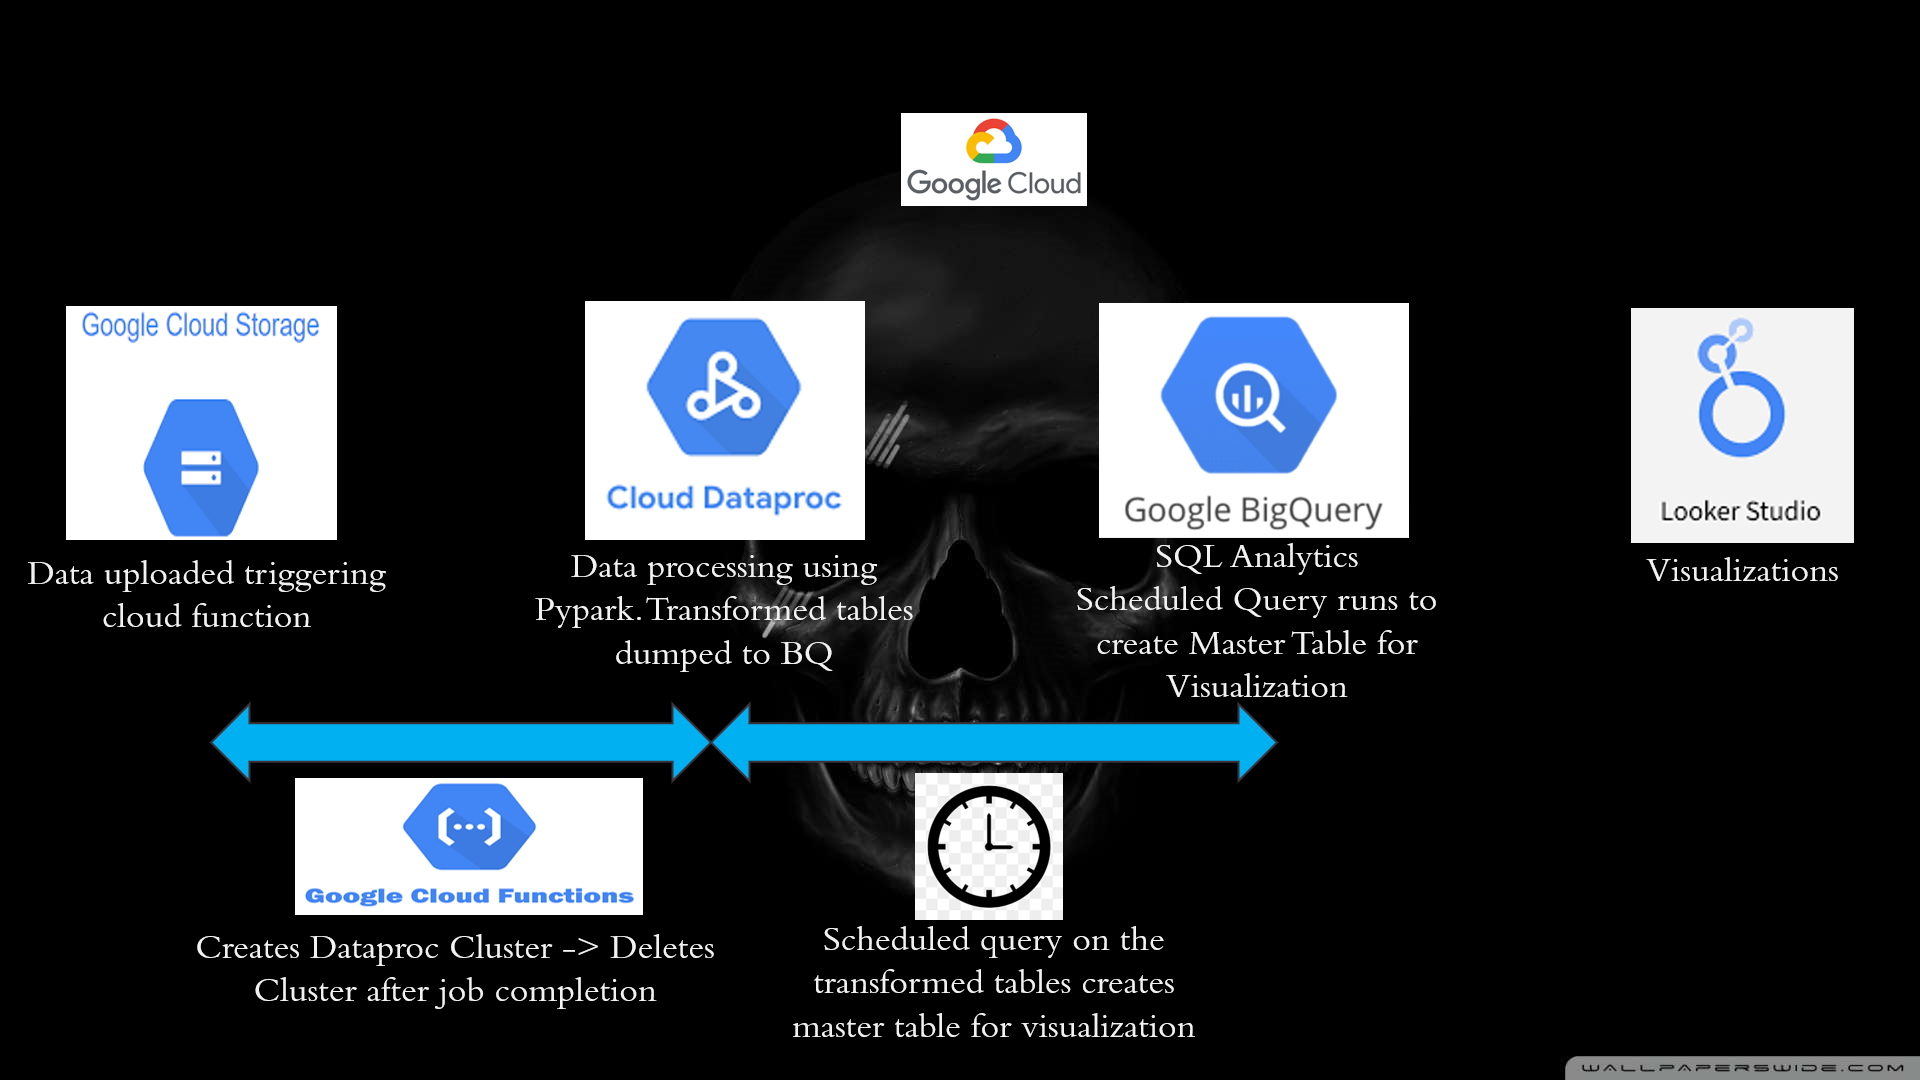 Google Cloud
Google Cloud Storage
Data uploaded triggering
cloud function
Cloud Dataproc
Data processing using
Pypark. Transformed tables
dumped to BQ
Google BigQuery
SQL Analytics
Scheduled Query runs to
create Master Table for
Visualization
Looker Studio
Visualizations
Google Cloud Functions
Creates Dataproc Cluster -> Deletes
Cluster after job completion
Scheduled query on the
transformed tables creates
master table for visualization
WALLPAPERSWIDE.COM